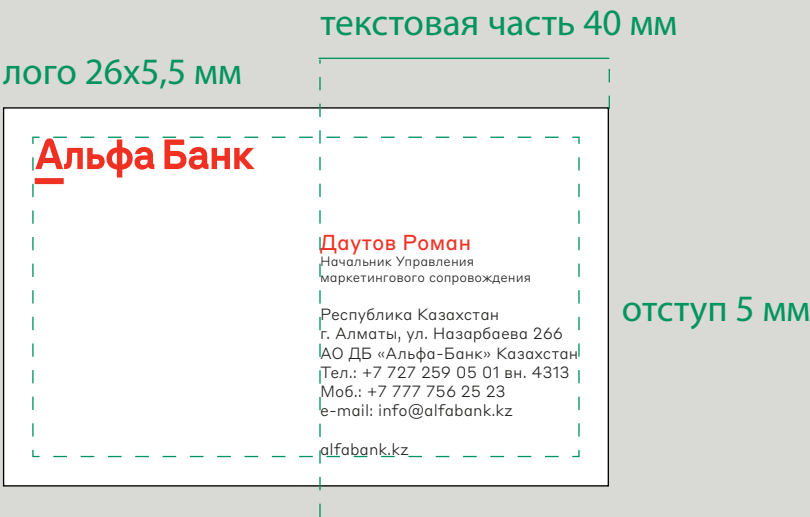 текстовая часть 40 мм
лого 26х5,5 мм
Альфа Банк
Даутов Роман
Начальник Управления
маркетингового сопровождения
Республика Казахстан
г. Алматы, ул. Назарбаева 266
АО ДБ «Альфа-Банк» Казахстан
Тел.: +7 727 259 05 01 вн. 4313
Моб.: +7 777 756 25 23
e-mail: info@alfabank.kz
alfabank.kz
отступ 5 мм